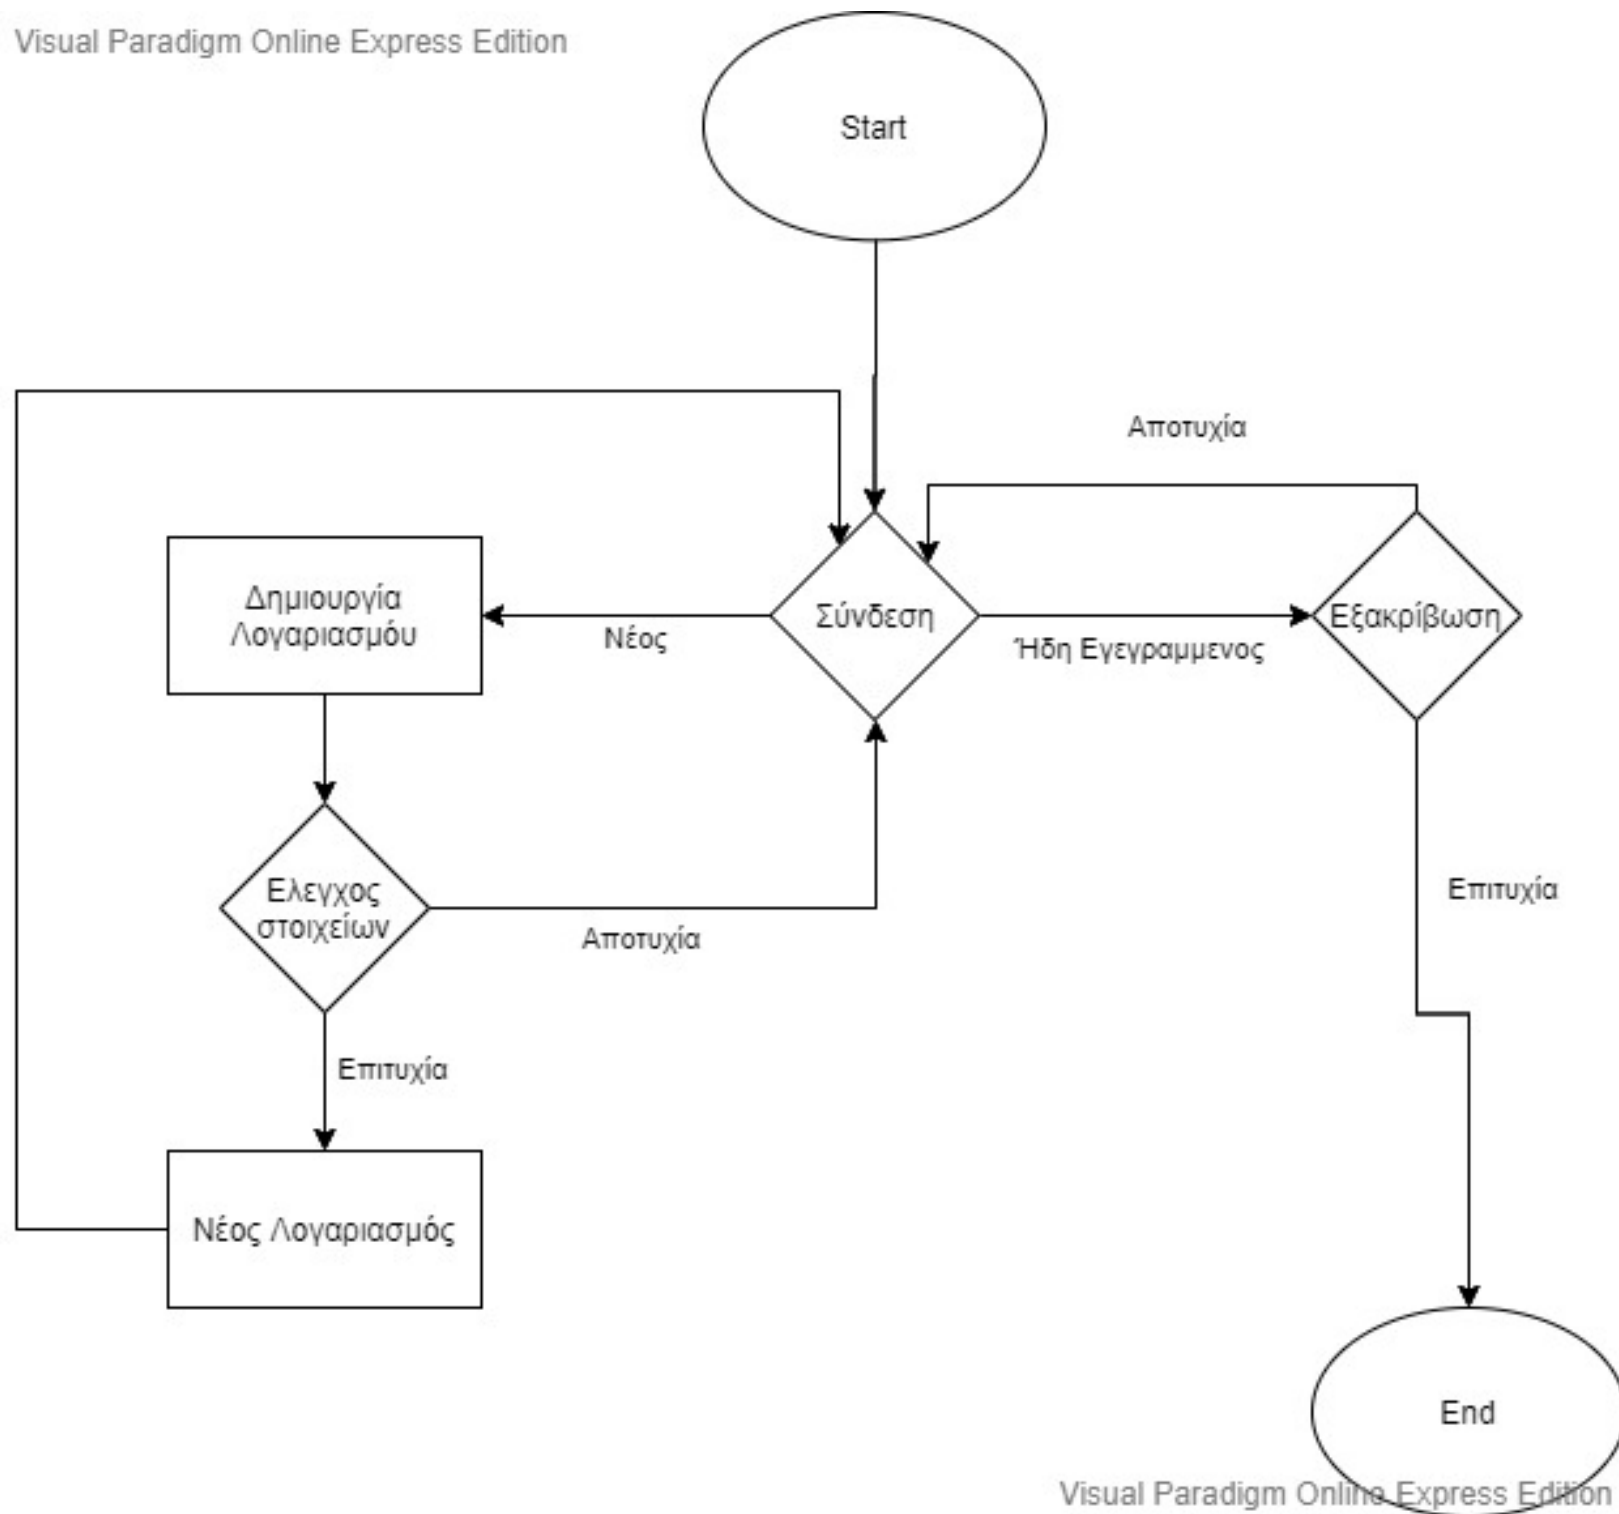 Visual Paradigm Online Express Edition
Start
Αποτυχία
Δημιουργία
Λογαριασμόυ
Νέος
Σύνδεση
Ήδη Εγεγραμμενος
Εξακρίβωση
Ελεγχος
στοιχείων
Αποτυχία
Επιτυχία
Επιτυχία
Νέος Λογαριασμός
End
Visual Paradigm Online Express Edition